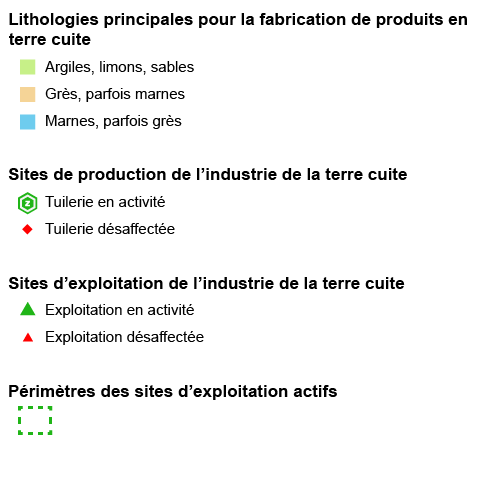 Lithologies principales pour la fabrication de produits en
terre cuite
Argiles, limons, sables
Grès, parfois marnes
Marnes, parfois grès
Sites de production de l’industrie de la terre cuite
Tuilerie en activité
Tuilerie désaffectée
Sites d’exploitation de l’industrie de la terre cuite
Exploitation en activité
Exploitation désaffectée
Périmètres des sites d’exploitation actifs